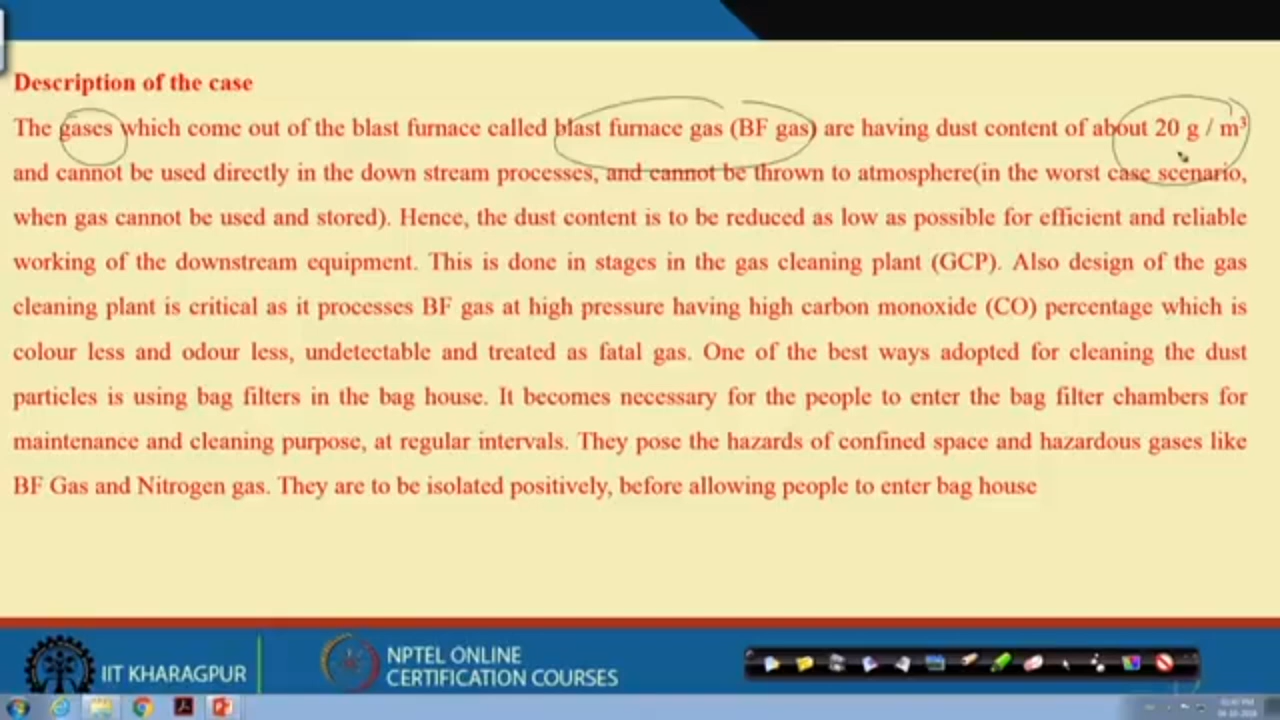 Description of the case
The gases which come out of the blast furnace called blast furnace gas (BF gas) are having dust content of about 20 g / m³
and cannot be used directly in the down stream processes, and cannot be thrown to atmosphere(in the worst case scenario,
when gas cannot be used and stored). Hence, the dust content is to be reduced as low as possible for efficient and reliable
working of the downstream equipment. This is done in stages in the gas cleaning plant (GCP). Also design of the gas
cleaning plant is critical as it processes BF gas at high pressure having high carbon monoxide (CO) percentage which is
colour less and odour less, undetectable and treated as fatal gas. One of the best ways adopted for cleaning the dust
particles is using bag filters in the bag house. It becomes necessary for the people to enter the bag filter chambers for
maintenance and cleaning purpose, at regular intervals. They pose the hazards of confined space and hazardous gases like
BF Gas and Nitrogen gas. They are to be isolated positively, before allowing people to enter bag house
IIT KHARAGPUR
NPTEL ONLINE
CERTIFICATION COURSES